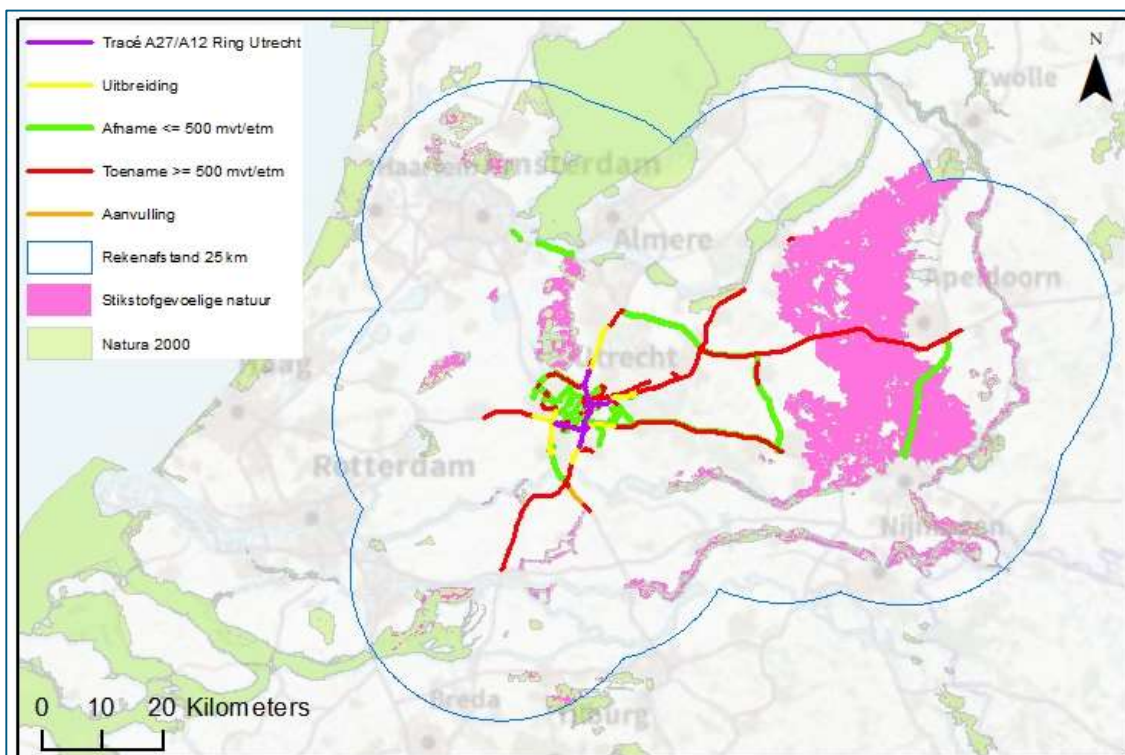 Tracé A27/A12 Ring Utrecht
Uitbreiding
Afname <= 500 mvt/etm
Toename >= 500 mvt/etm
Aanvulling
Rekenafstand 25 km
Stikstofgevoelige natuur
Natura 2000
N
Zwolle
Haarlem
Amsterdam
Almere
Apeldoorn
Utrecht
Haag
Rotterdam
Nijmegen
Breda
Tilburg
0 10 20 Kilometers